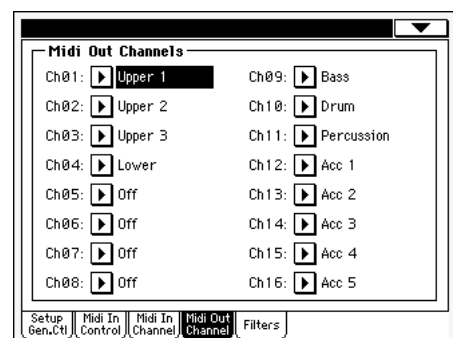 Midi Out Channels
Ch01: Upper 1
Ch02: Upper 2
Ch03: Upper 3
Ch04: Lower
Ch05: Off
Ch06: Off
Ch07: Off
Ch08: Off
Ch09: Bass
Ch10: Drum
Ch11: Percussion
Ch12: Acc 1
Ch13: Acc 2
Ch14: Acc 3
Ch15: Acc 4
Ch16: Acc 5
Setup Gen.Ctl
Midi In Control
Midi In Channel
Midi Out Channel
Filters